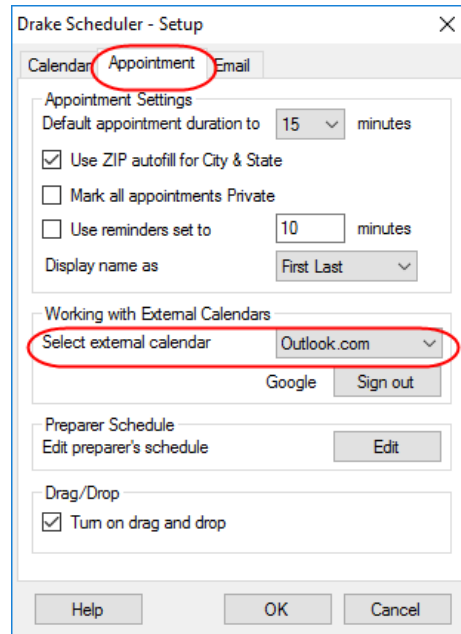 Drake Scheduler - Setup
Calendar Appointment Email
Appointment Settings
Default appointment duration to 15 minutes
Use ZIP autofill for City & State
Mark all appointments Private
Use reminders set to 10 minutes
Display name as First Last
Working with External Calendars
Select external calendar Outlook.com
Google Sign out
Preparer Schedule
Edit preparer's schedule Edit
Drag/Drop
Turn on drag and drop
Help OK Cancel